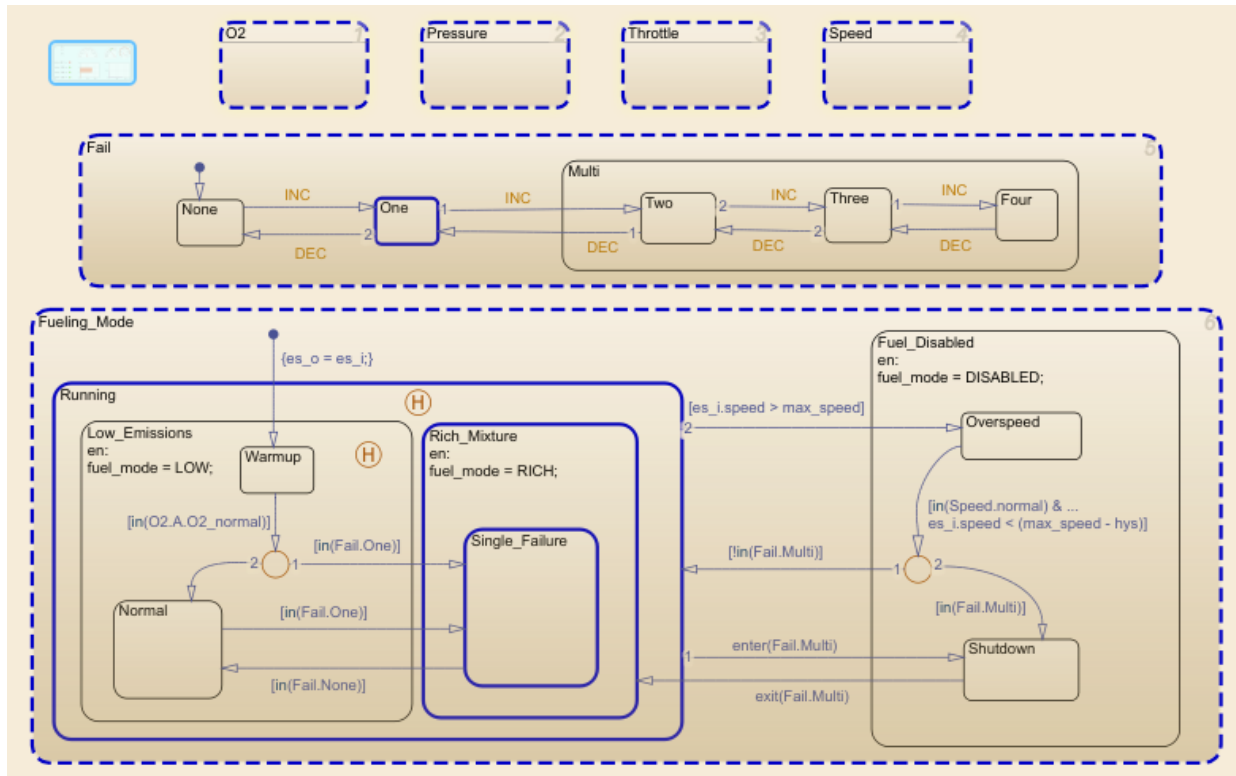 O2
1
Pressure
2
Throttle
3
Speed
4
Fail
5
None
INC
DEC
2
One
1
INC
DEC
Multi
1
Two
2
INC
DEC
2
Three
1
INC
DEC
Four
Fueling_Mode
6
{es_o = es_i;}
Running
H
Low_Emissions
en:
fuel_mode = LOW;
Warmup
H
[in(O2.A.O2_normal)]
2
1
[in(Fail.One)]
Normal
[in(Fail.One)]
[in(Fail.None)]
Rich_Mixture
en:
fuel_mode = RICH;
Single_Failure
[es_i.speed > max_speed]
2
[!in(Fail.Multi)]
1
enter(Fail.Multi)
exit(Fail.Multi)
Fuel_Disabled
en:
fuel_mode = DISABLED;
Overspeed
[in(Speed.normal) & ...
es_i.speed < (max_speed - hys)]
1
2
[in(Fail.Multi)]
Shutdown